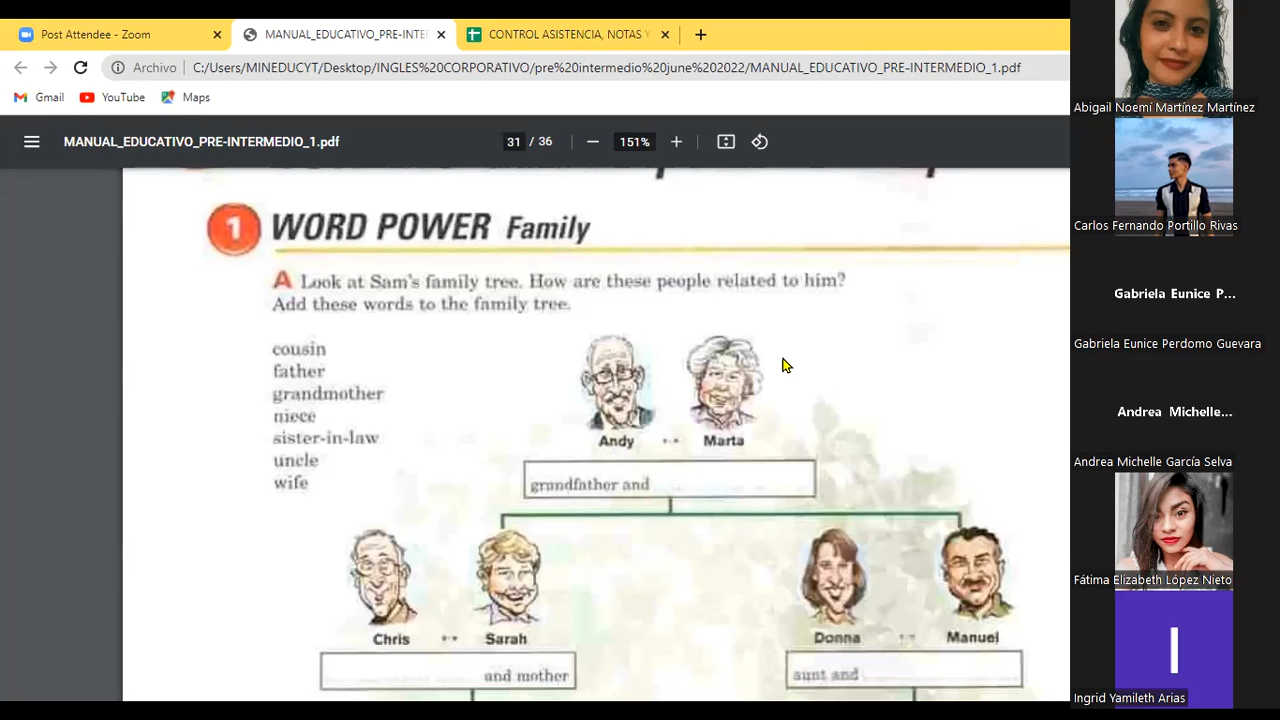 Post Attendee - Zoom
MANUAL_EDUCATIVO_PRE-INTE
CONTROL ASISTENCIA, NOTAS Y
Archivo
C:/Users/MINEDUCYT/Desktop/INGLES%20CORPORATIVO/pre%20intermedio%20june%202022/MANUAL_EDUCATIVO_PRE-INTERMEDIO_1.pdf
Gmail
YouTube
Maps
MANUAL_EDUCATIVO_PRE-INTERMEDIO_1.pdf
31 / 36
151%
1 WORD POWER Family
A Look at Sam's family tree. How are these people related to him?
Add these words to the family tree.
cousin
father
grandmother
niece
sister-in-law
uncle
wife
Andy
Marta
grandfather and
Chris
Sarah
Donna
Manuel
and mother
aunt and
Abigail Noemí Martínez Martínez
Carlos Fernando Portillo Rivas
Gabriela Eunice P...
Gabriela Eunice Perdomo Guevara
Andrea Michelle...
Andrea Michelle García Selva
Fátima Elizabeth López Nieto
I
Ingrid Yamileth Arias